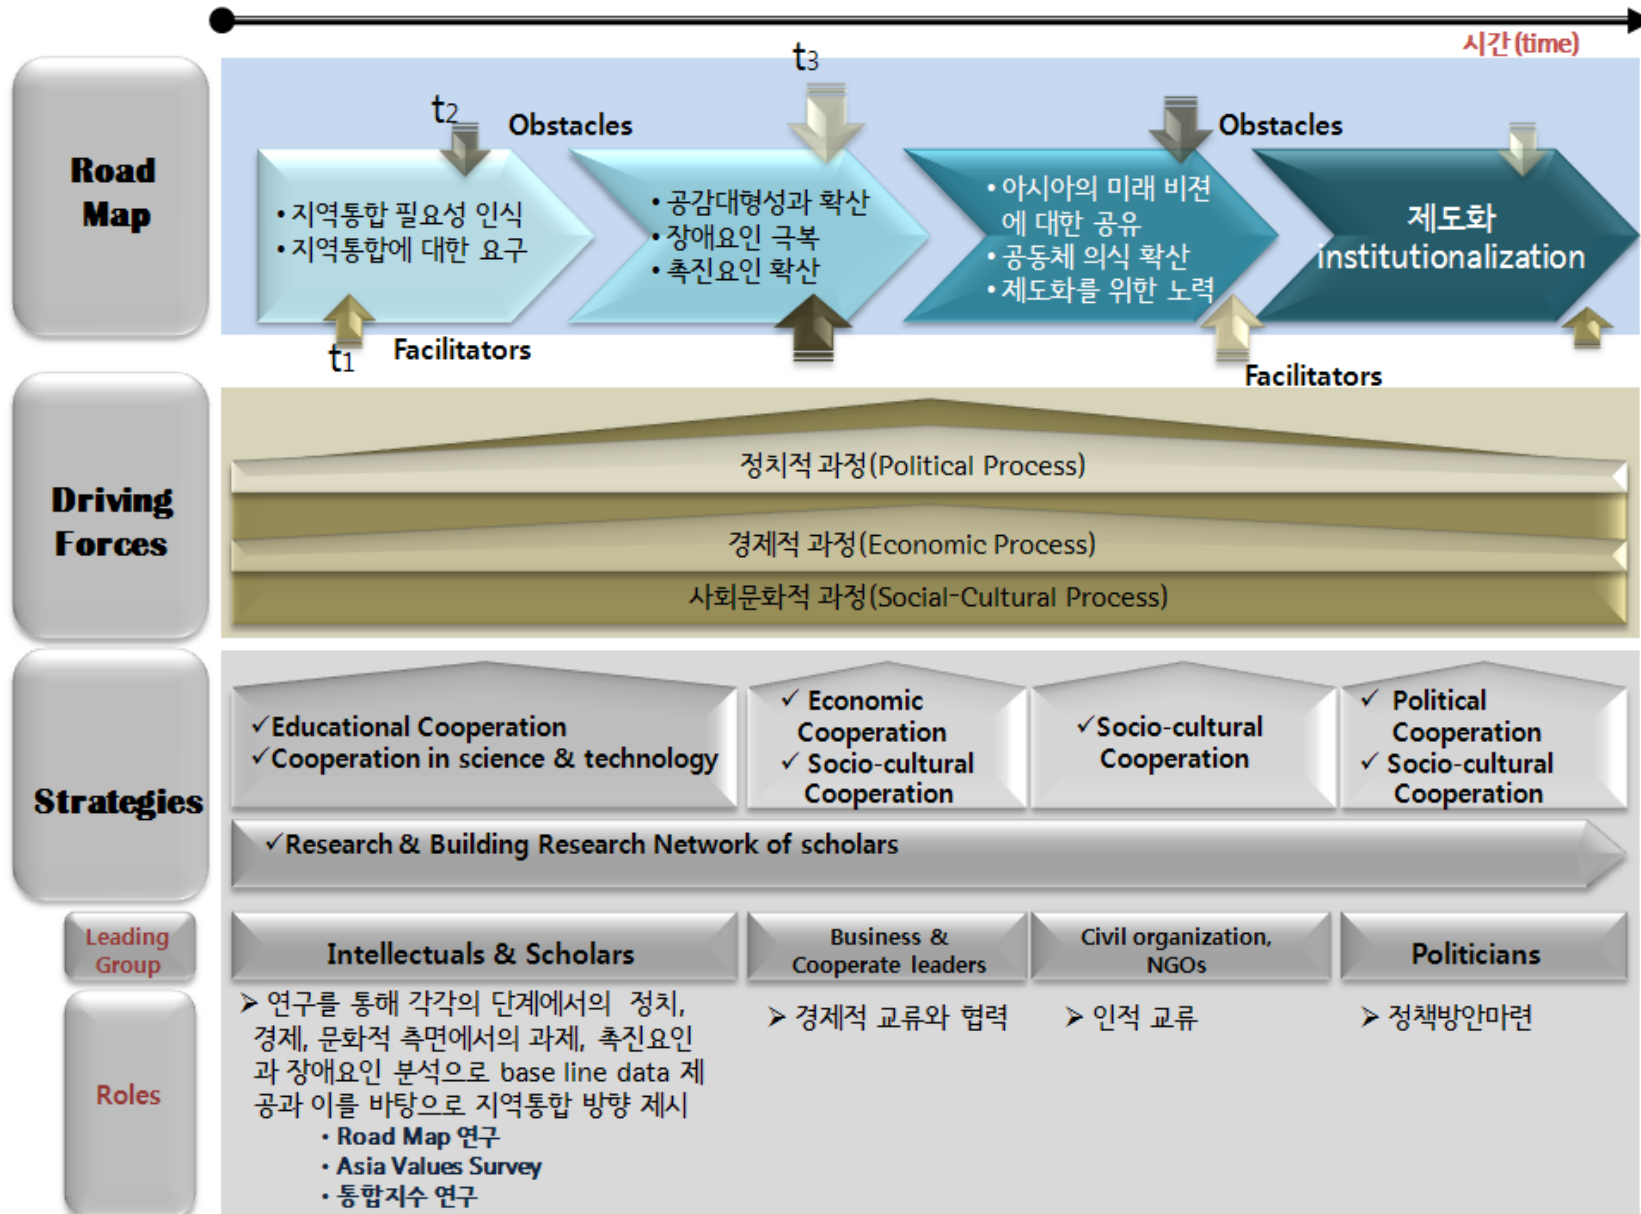 시간(time)
Road
Map
t3
t2
Obstacles
Obstacles
• 지역통합 필요성 인식
• 지역통합에 대한 요구
• 공감대형성과 확산
• 장애요인 극복
• 촉진요인 확산
• 아시아의 미래 비젼
에 대한 공유
• 공동체 의식 확산
• 제도화를 위한 노력
제도화
institutionalization
t1
Facilitators
Facilitators
Driving
Forces
정치적 과정(Political Process)
경제적 과정(Economic Process)
사회문화적 과정(Social-Cultural Process)
Strategies
✓Educational Cooperation
✓Cooperation in science & technology
✓ Economic
Cooperation
✓ Socio-cultural
Cooperation
✓Socio-cultural
Cooperation
✓ Political
Cooperation
✓ Socio-cultural
Cooperation
✓Research & Building Research Network of scholars
Leading
Group
Intellectuals & Scholars
Business &
Cooperate leaders
Civil organization,
NGOs
Politicians
Roles
➢ 연구를 통해 각각의 단계에서의 정치,
경제, 문화적 측면에서의 과제, 촉진요인
과 장애요인 분석으로 base line data 제
공과 이를 바탕으로 지역통합 방향 제시
• Road Map 연구
• Asia Values Survey
• 통합지수 연구
➢ 경제적 교류와 협력
➢ 인적 교류
➢ 정책방안마련